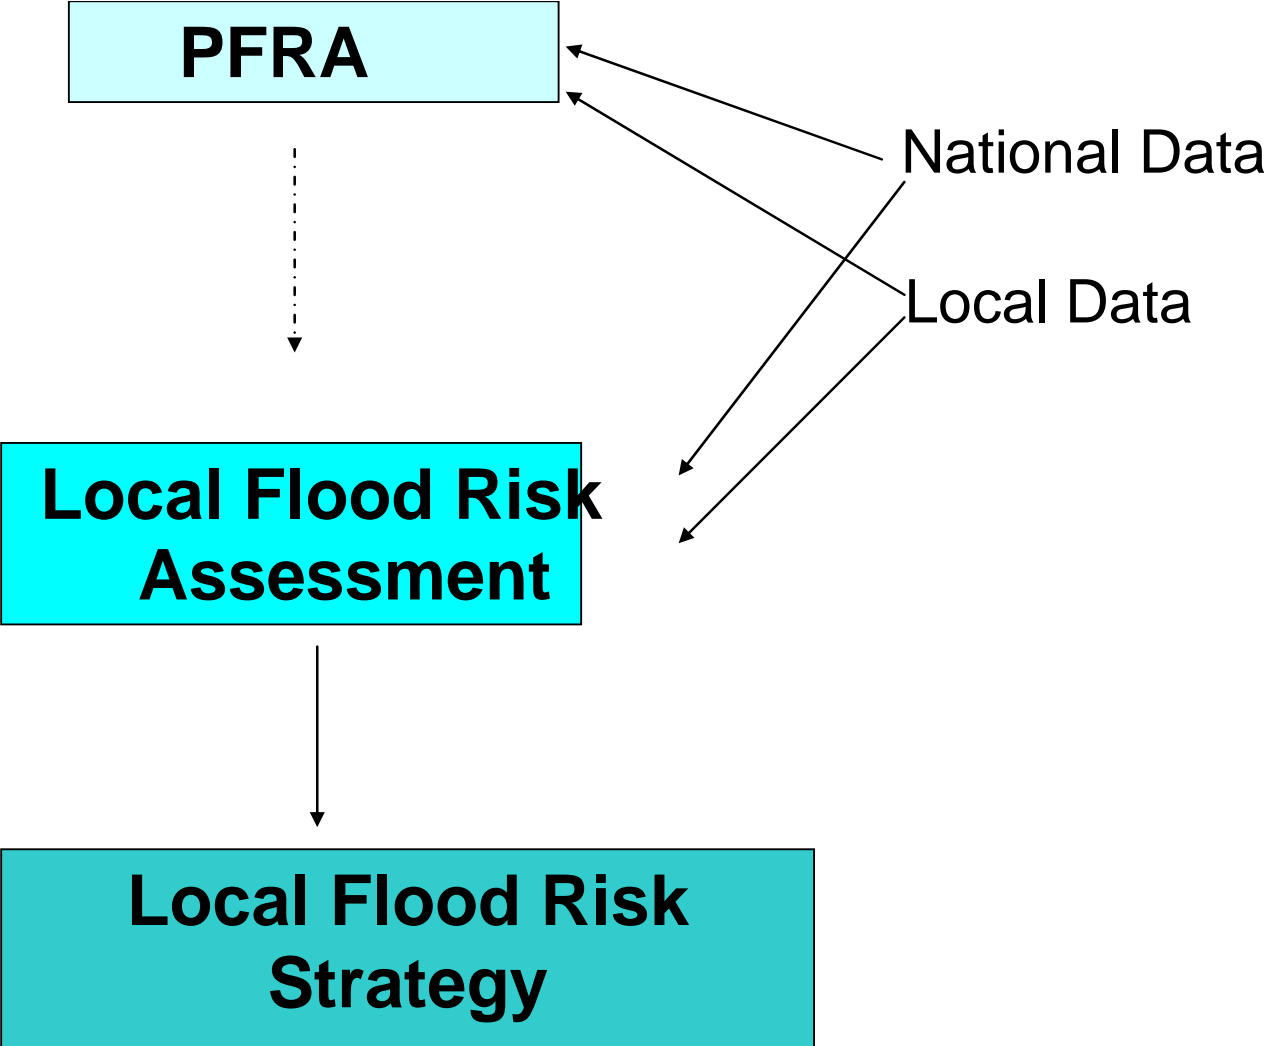 PFRA
National Data
Local Data
Local Flood Risk
Assessment
Local Flood Risk
Strategy